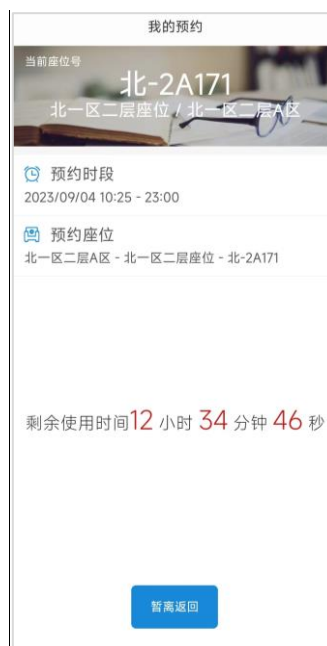 我的预约
当前座位号
北-2A171
北一区二层座位 / 北一区二层A区
预约时段
2023/09/04 10:25 - 23:00
预约座位
北一区二层A区 - 北一区二层座位 - 北-2A171
剩余使用时间12 小时 34 分钟 46 秒
暂离返回